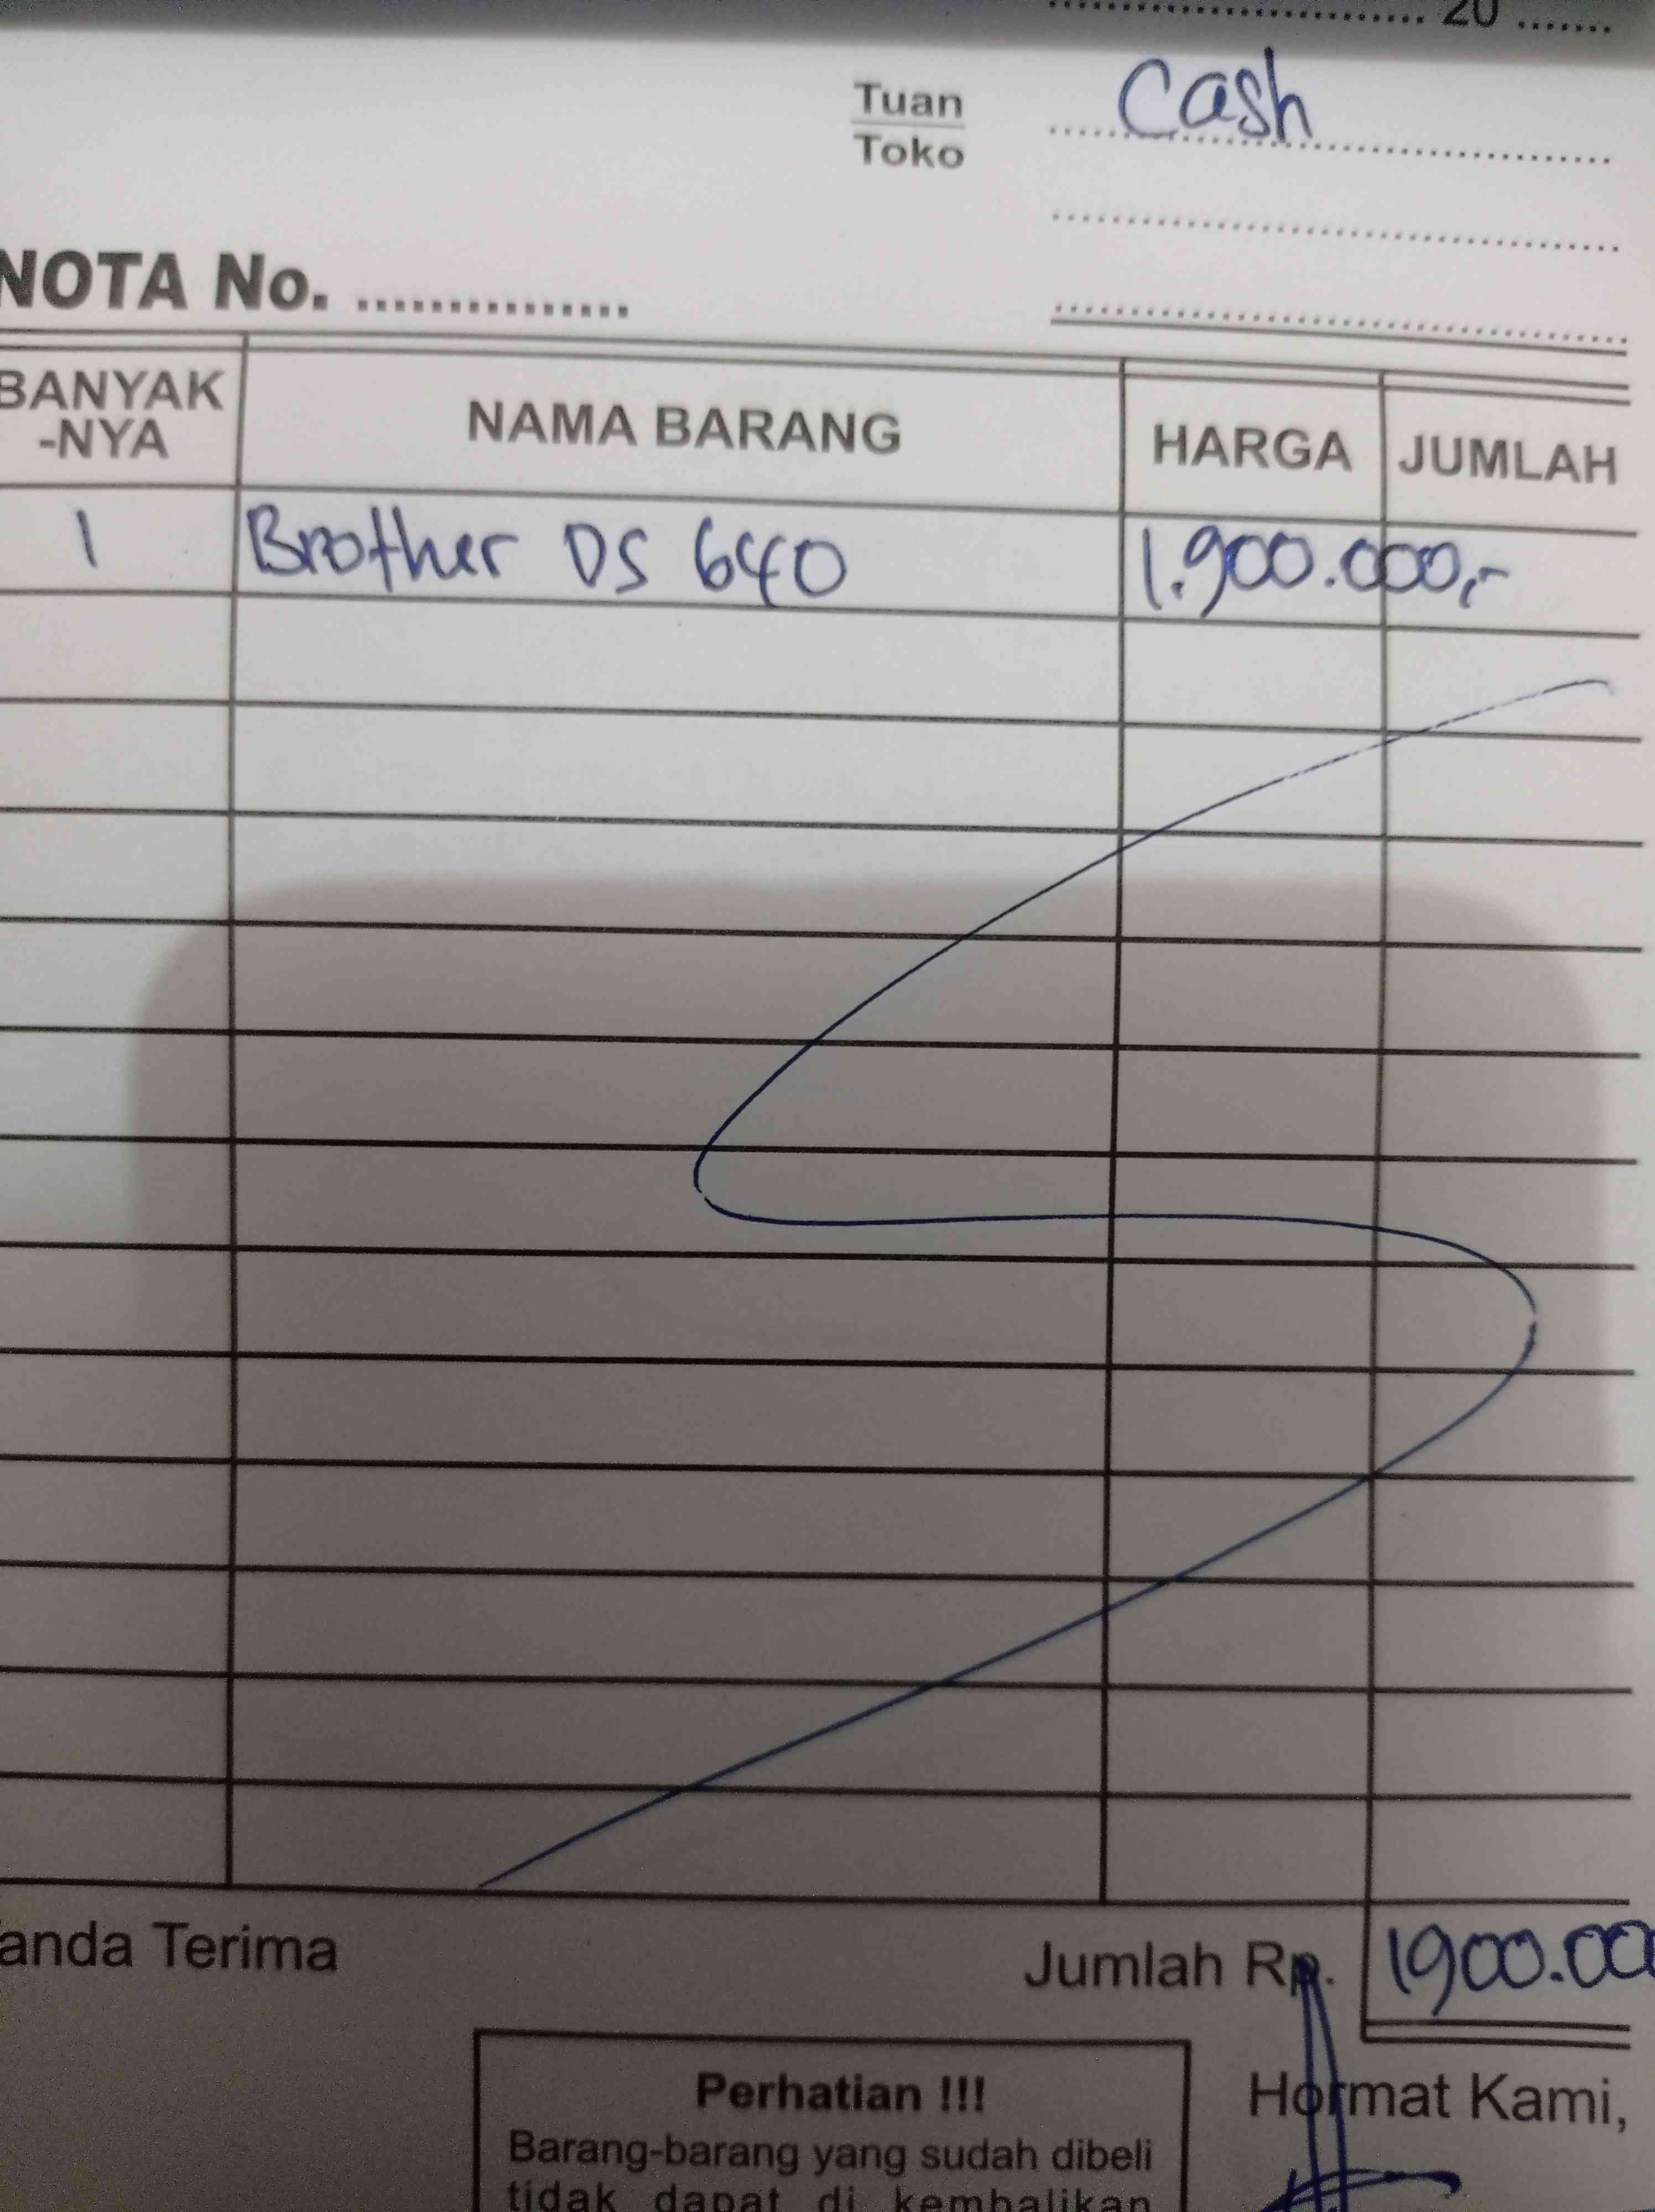 20
Tuan Cash
Toko
NOTA No.
BANYAK
-NYA
NAMA BARANG
HARGA
JUMLAH
1 Brother DS 640 1.900.000,-
anda Terima
Jumlah Rp. 1900.00
Perhatian !!!
Hormat Kami,
Barang-barang yang sudah dibeli
tidak dapat di kembalikan